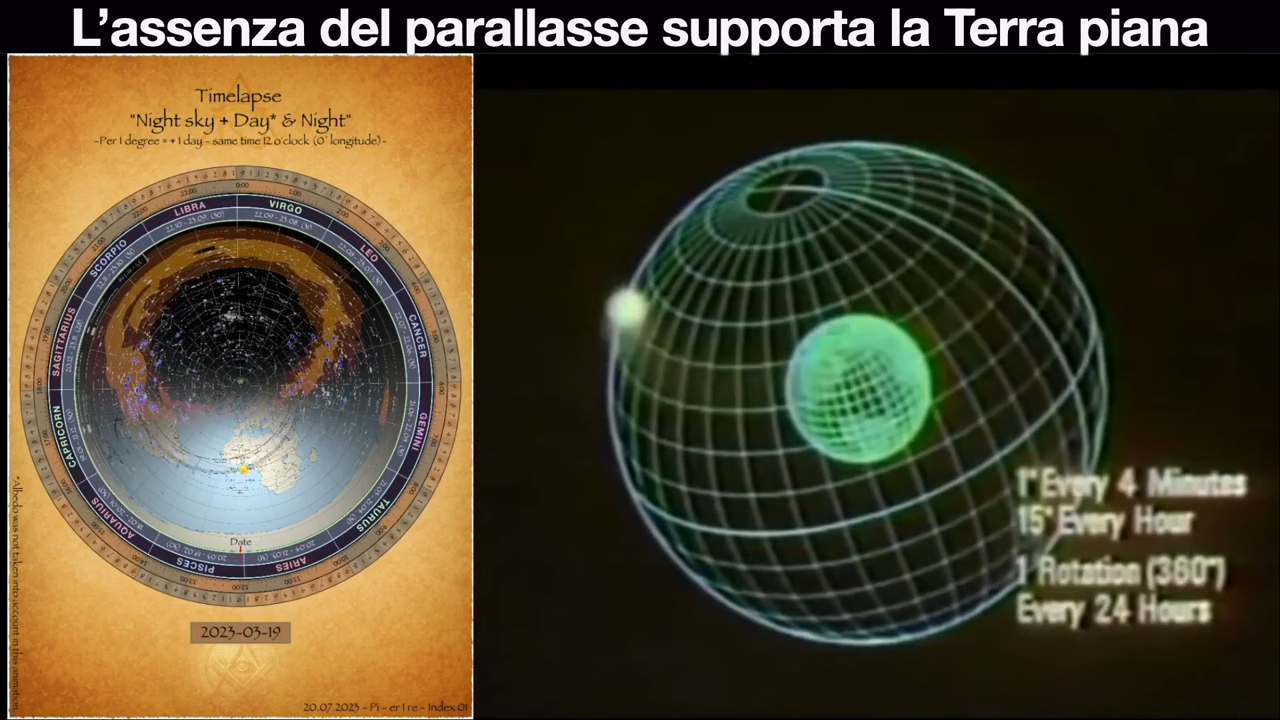 L'assenza del parallasse supporta la Terra piana
Timelapse
"Night sky + Day* & Night"
-Per 1 degree = + 1 day - same time 12 o'clock (0° longitude)-
LIBRA
VIRGO
LEO
CANCER
GEMINI
TAURUS
ARIES
PISCES
AQUARIUS
CAPRICORN
SAGITTARIUS
SCORPIO
Date
2023-03-19
*Albedo was not taken into account in this animation.
20.07.2023 - Pi - er 1 re - Index 01
1° Every 4 Minutes
15° Every Hour
1 Rotation (360°)
Every 24 Hours